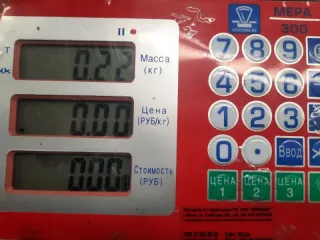 П
МЕРА
300
Т
0.22
Масса
(кг)
7 8 9
4 5 6
0.00
Цена
(РУБ/кг)
1 2 3
0 . Ввод
0.00
Стоимость
(РУБ)
ЦЕНА ЦЕНА ЦЕНА
1 2 3